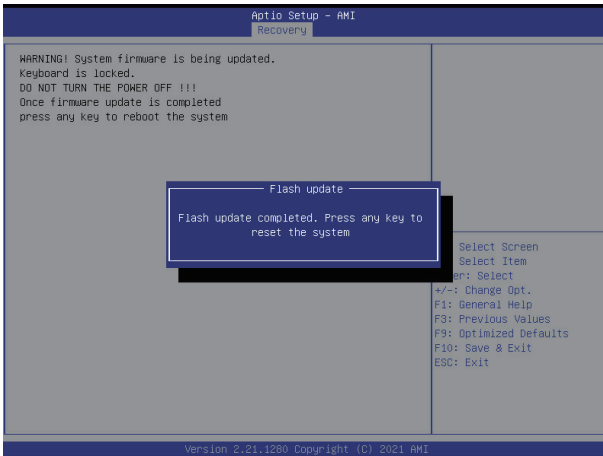 Aptio Setup – AMI
Recovery
WARNING! System firmware is being updated.
Keyboard is locked.
DO NOT TURN THE POWER OFF !!!
Once firmware update is completed
press any key to reboot the system
Flash update
Flash update completed. Press any key to
reset the system
Select Screen
Select Item
er: Select
+/-: Change Opt.
F1: General Help
F3: Previous Values
F9: Optimized Defaults
F10: Save & Exit
ESC: Exit
Version 2.21.1280 Copyright (C) 2021 AMI